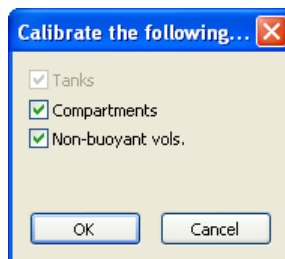 Calibrate the following...
Tanks
Compartments
Non-buoyant vols.
OK
Cancel